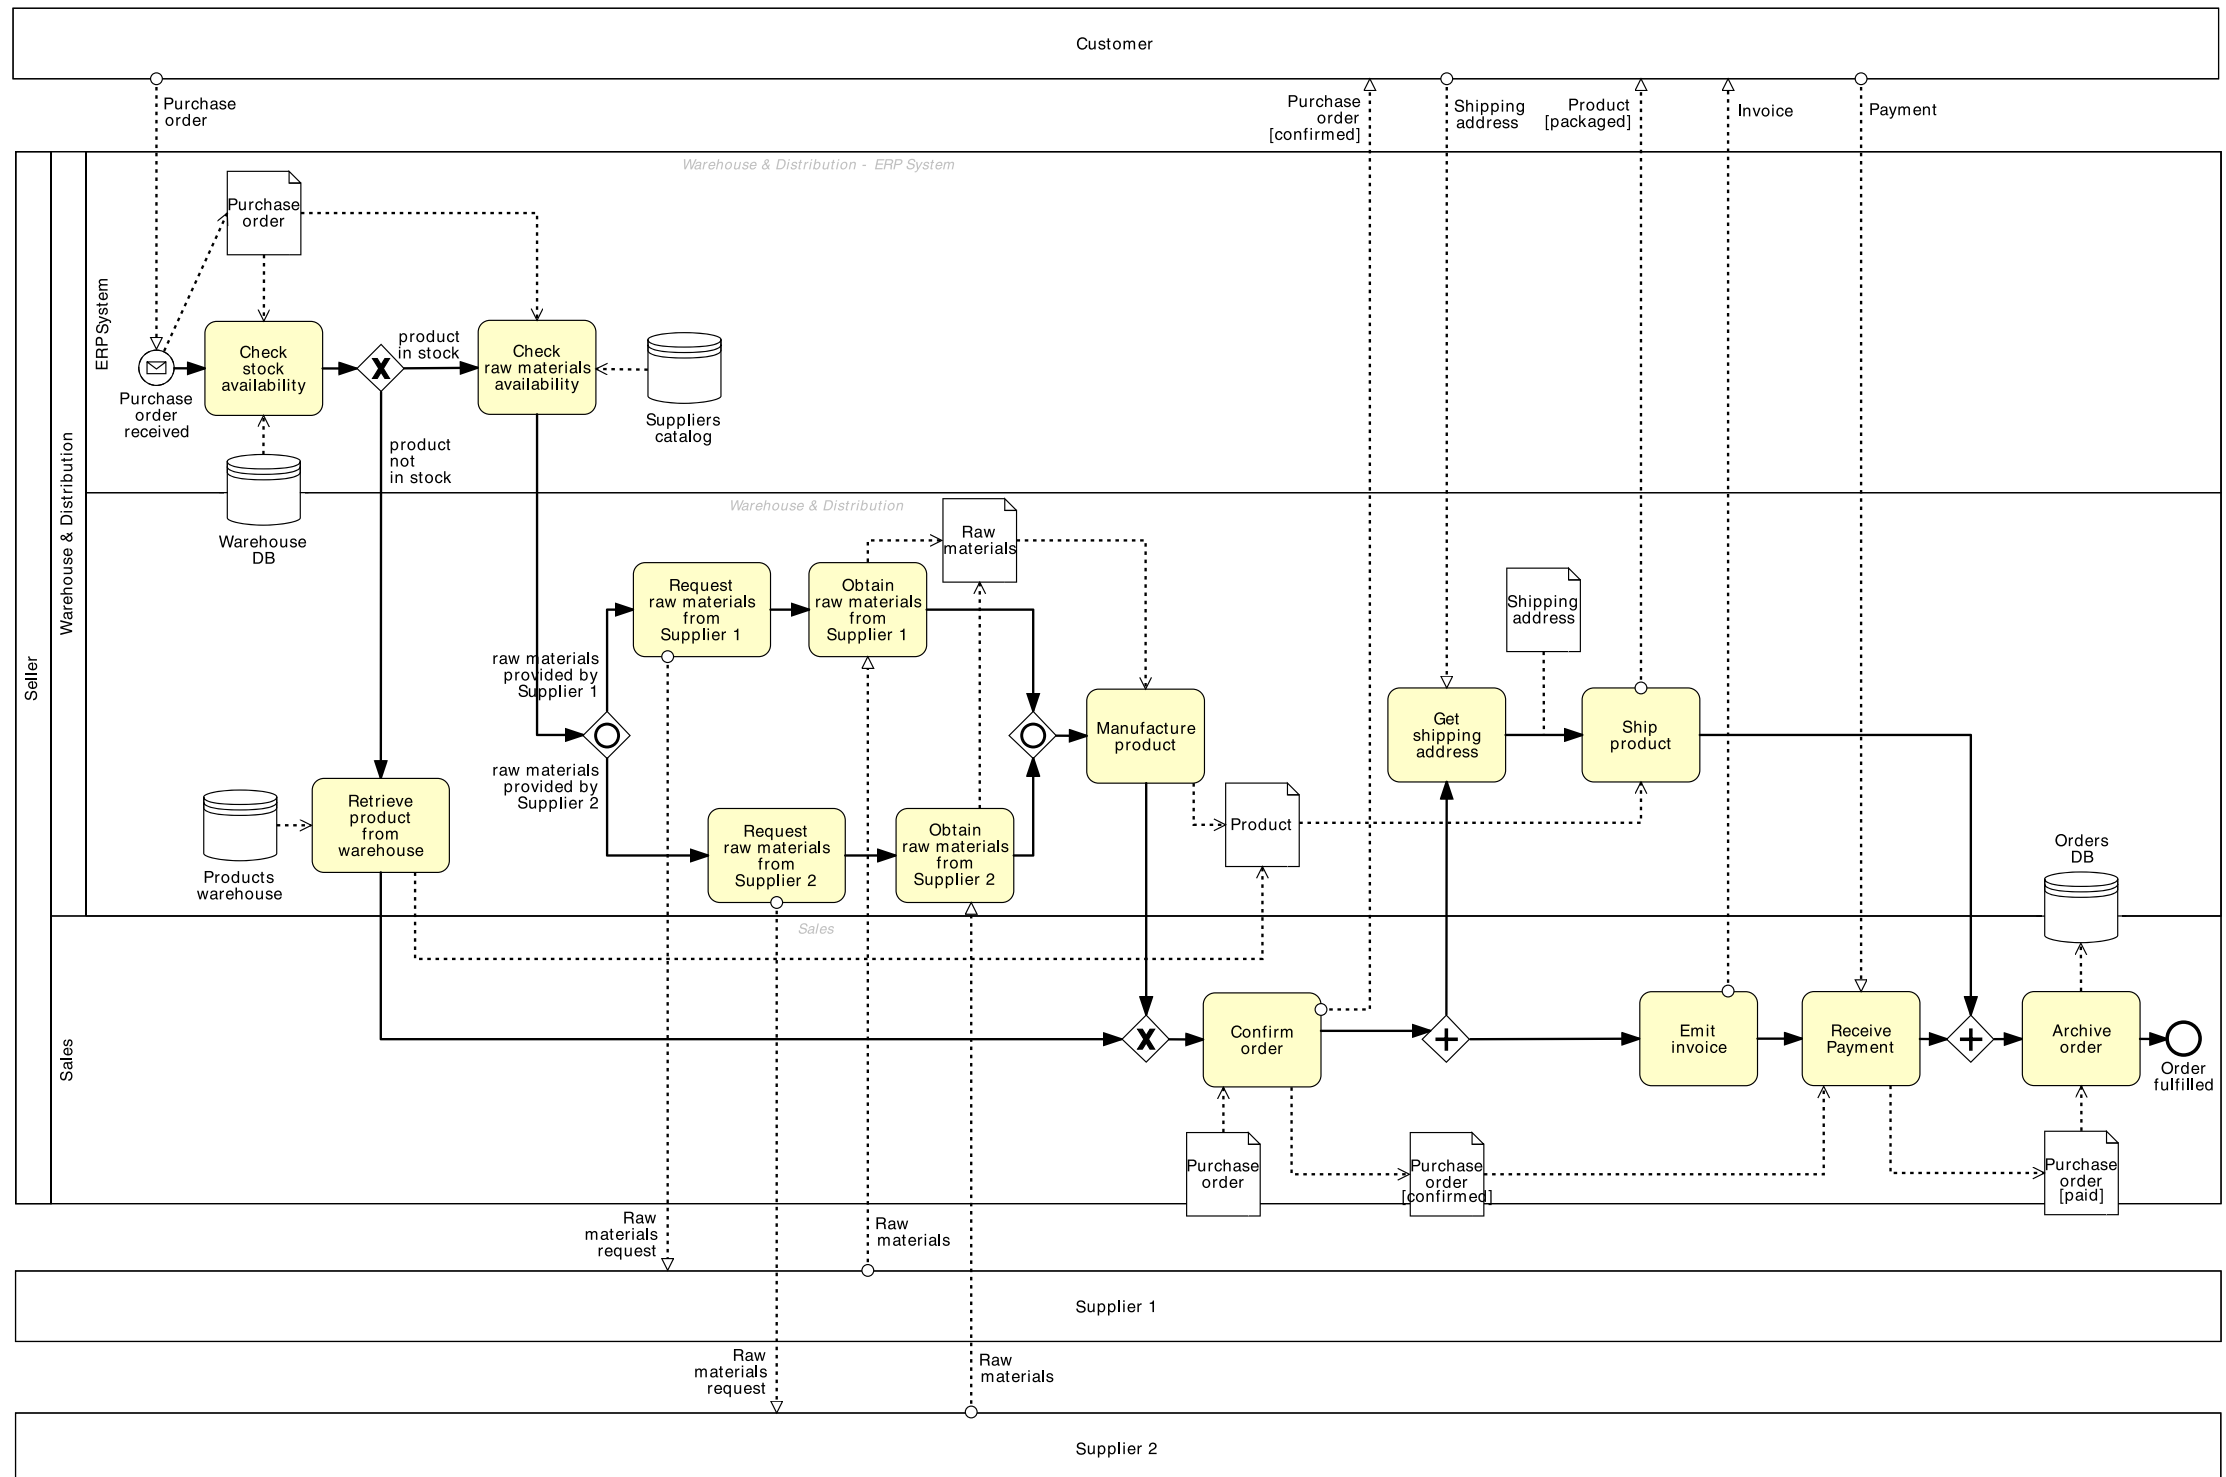 Customer
Purchase
order
Purchase
order
[confirmed]
Shipping
address
Product
[packaged]
Invoice
Payment
Seller
Warehouse & Distribution
ERP System
Warehouse & Distribution - ERP System
Purchase
order
Purchase
order
received
Check
stock
availability
product
in stock
product
not
in stock
Check
raw materials
availability
Suppliers
catalog
Warehouse
DB
Warehouse & Distribution
Raw
materials
Request
raw materials
from
Supplier 1
Obtain
raw materials
from
Supplier 1
Shipping
address
raw materials
provided by
Supplier 1
raw materials
provided by
Supplier 2
Manufacture
product
Get
shipping
address
Ship
product
Products
warehouse
Retrieve
product
from
warehouse
Request
raw materials
from
Supplier 2
Obtain
raw materials
from
Supplier 2
Product
Orders
DB
Sales
Sales
Confirm
order
Emit
invoice
Receive
Payment
Archive
order
Order
fulfilled
Purchase
order
Purchase
order
[confirmed]
Purchase
order
[paid]
Raw
materials
request
Raw
materials
Supplier 1
Raw
materials
request
Raw
materials
Supplier 2